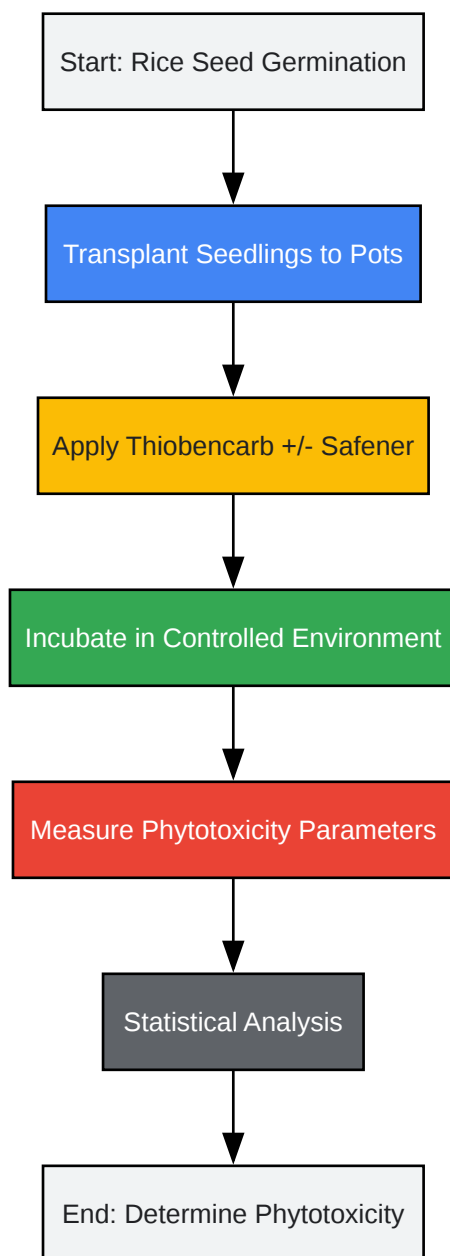 Start: Rice Seed Germination
Transplant Seedlings to Pots
Apply Thiobencarb +/- Safener
Incubate in Controlled Environment
Measure Phytotoxicity Parameters
Statistical Analysis
End: Determine Phytotoxicity